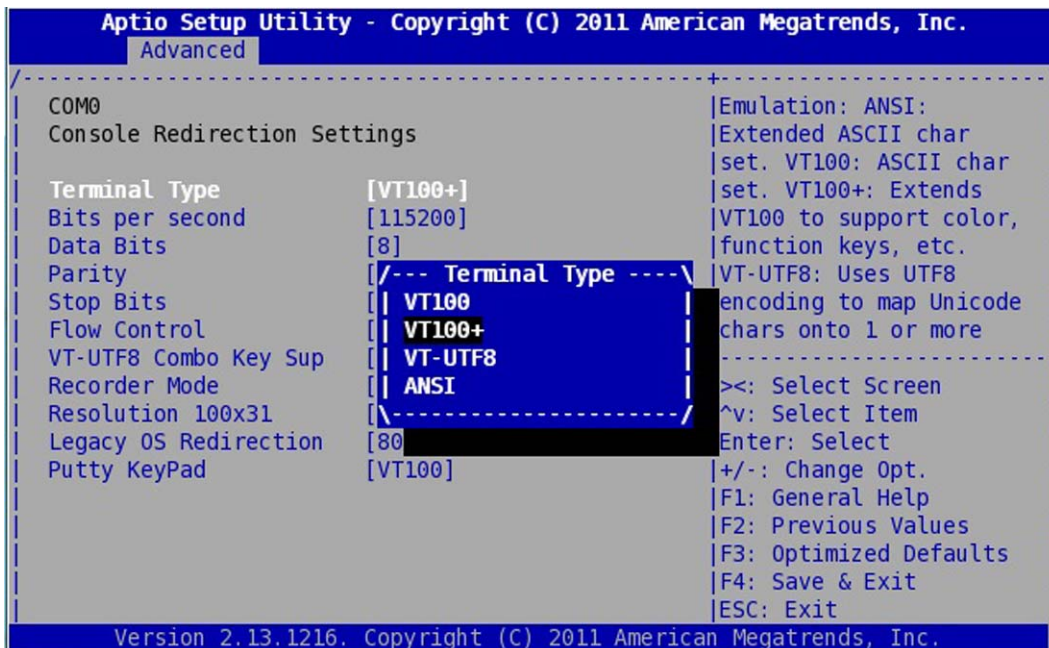 Aptio Setup Utility - Copyright (C) 2011 American Megatrends, Inc.
Advanced
COM0
Console Redirection Settings
Terminal Type [VT100+]
Bits per second [115200]
Data Bits [8]
Parity [
Stop Bits [
Flow Control [
VT-UTF8 Combo Key Sup [
Recorder Mode [
Resolution 100x31 [
Legacy OS Redirection [80
Putty KeyPad [VT100]
/--- Terminal Type ----\
VT100
VT100+
VT-UTF8
ANSI
Emulation: ANSI:
Extended ASCII char
set. VT100: ASCII char
set. VT100+: Extends
VT100 to support color,
function keys, etc.
VT-UTF8: Uses UTF8
encoding to map Unicode
chars onto 1 or more
><: Select Screen
^v: Select Item
Enter: Select
+/-: Change Opt.
F1: General Help
F2: Previous Values
F3: Optimized Defaults
F4: Save & Exit
ESC: Exit
Version 2.13.1216. Copyright (C) 2011 American Megatrends, Inc.